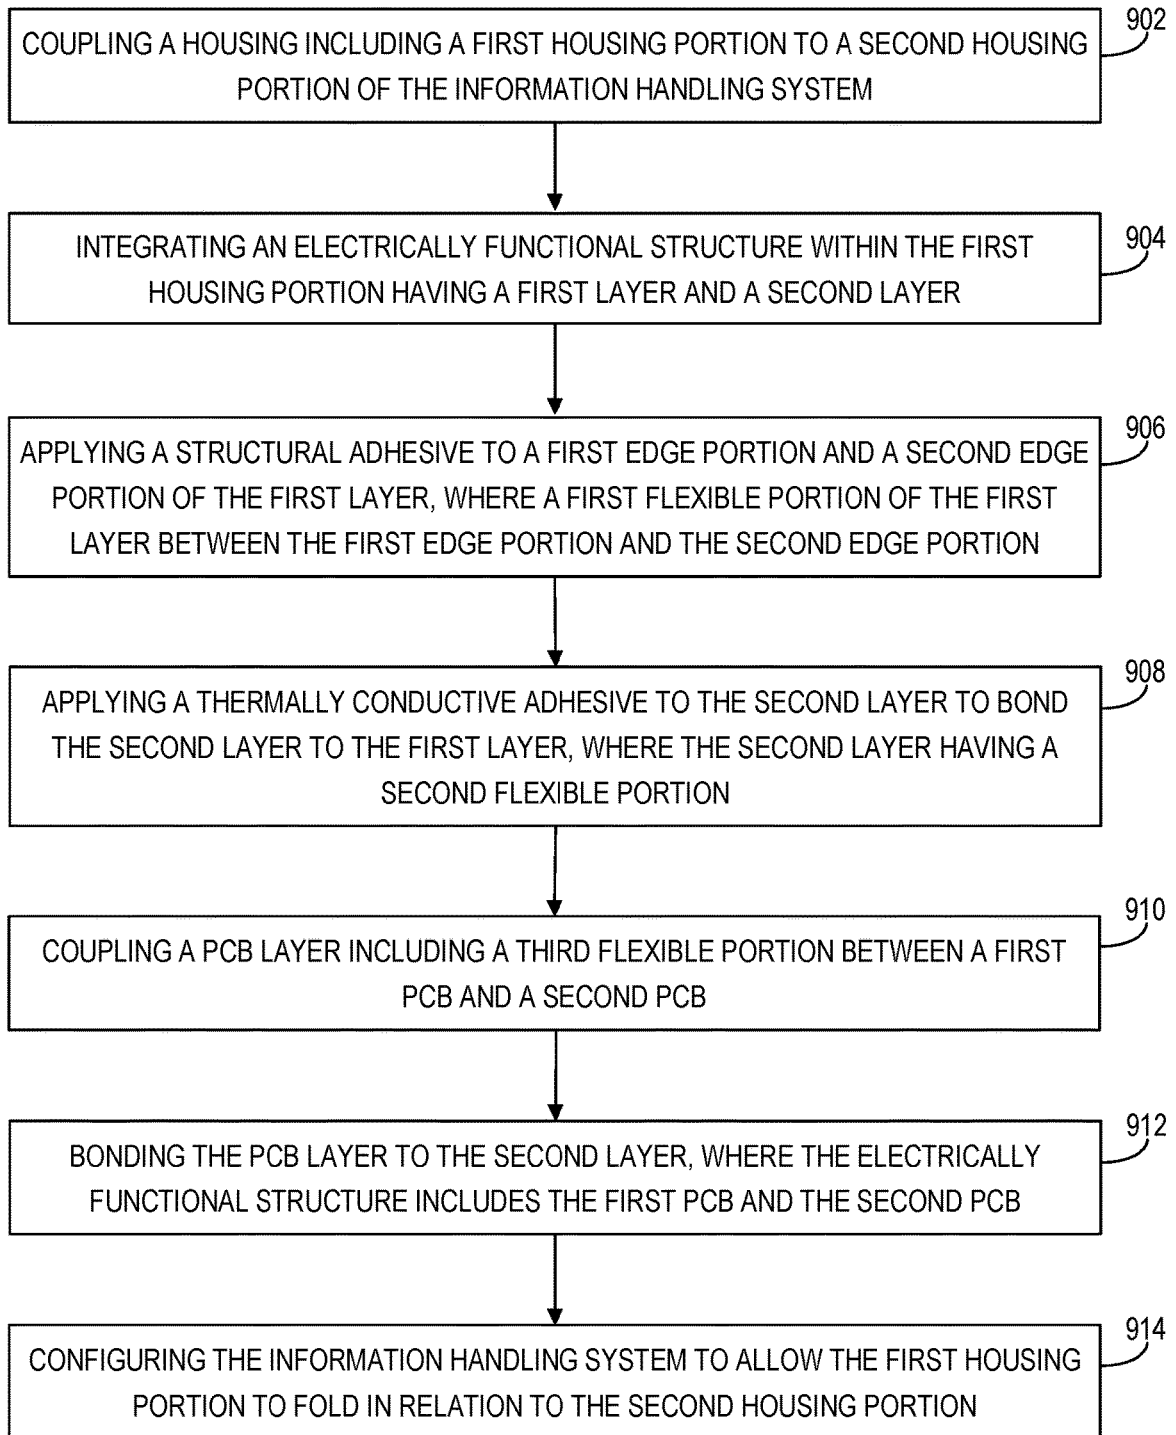 902
COUPLING A HOUSING INCLUDING A FIRST HOUSING PORTION TO A SECOND HOUSING
PORTION OF THE INFORMATION HANDLING SYSTEM
904
INTEGRATING AN ELECTRICALLY FUNCTIONAL STRUCTURE WITHIN THE FIRST
HOUSING PORTION HAVING A FIRST LAYER AND A SECOND LAYER
906
APPLYING A STRUCTURAL ADHESIVE TO A FIRST EDGE PORTION AND A SECOND EDGE
PORTION OF THE FIRST LAYER, WHERE A FIRST FLEXIBLE PORTION OF THE FIRST
LAYER BETWEEN THE FIRST EDGE PORTION AND THE SECOND EDGE PORTION
908
APPLYING A THERMALLY CONDUCTIVE ADHESIVE TO THE SECOND LAYER TO BOND
THE SECOND LAYER TO THE FIRST LAYER, WHERE THE SECOND LAYER HAVING A
SECOND FLEXIBLE PORTION
910
COUPLING A PCB LAYER INCLUDING A THIRD FLEXIBLE PORTION BETWEEN A FIRST
PCB AND A SECOND PCB
912
BONDING THE PCB LAYER TO THE SECOND LAYER, WHERE THE ELECTRICALLY
FUNCTIONAL STRUCTURE INCLUDES THE FIRST PCB AND THE SECOND PCB
914
CONFIGURING THE INFORMATION HANDLING SYSTEM TO ALLOW THE FIRST HOUSING
PORTION TO FOLD IN RELATION TO THE SECOND HOUSING PORTION